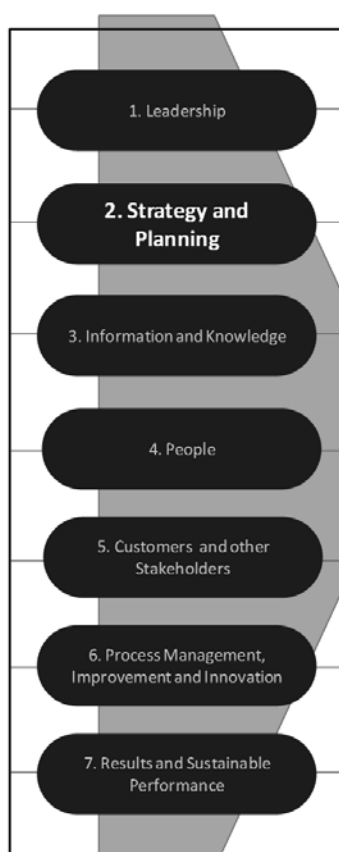 1. Leadership
2. Strategy and
Planning
3. Information and Knowledge
4. People
5. Customers and other
Stakeholders
6. Process Management,
Improvement and Innovation
7. Results and Sustainable
Performance